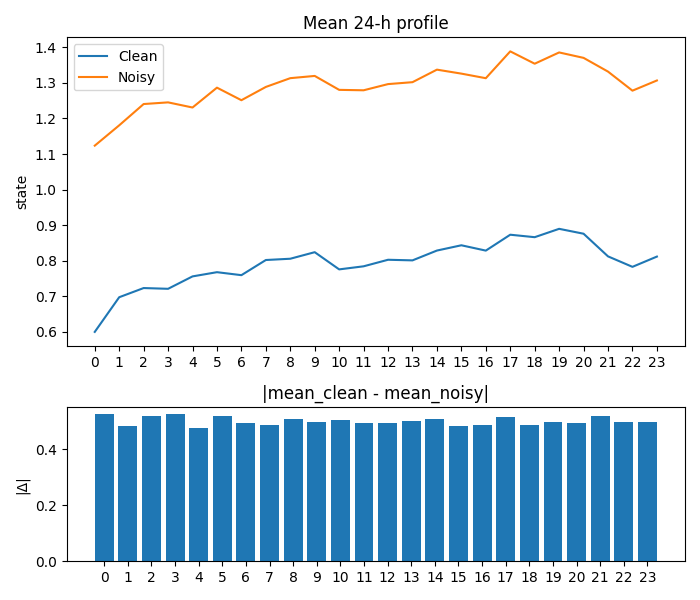 Mean 24-h profile
Clean
Noisy
1.4
1.3
1.2
1.1
1.0
0.9
0.8
0.7
0.6
state
0 1 2 3 4 5 6 7 8 9 10 11 12 13 14 15 16 17 18 19 20 21 22 23
|mean_clean - mean_noisy|
0.4
0.2
0.0
|Δ|
0 1 2 3 4 5 6 7 8 9 10 11 12 13 14 15 16 17 18 19 20 21 22 23